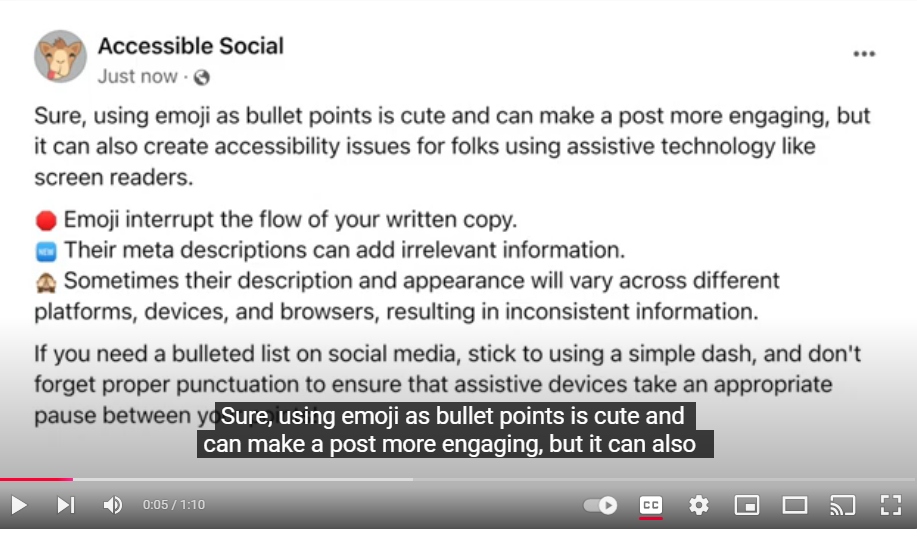 Accessible Social
Just now ·
Sure, using emoji as bullet points is cute and can make a post more engaging, but
it can also create accessibility issues for folks using assistive technology like
screen readers.
Emoji interrupt the flow of your written copy.
NEW Their meta descriptions can add irrelevant information.
Sometimes their description and appearance will vary across different
platforms, devices, and browsers, resulting in inconsistent information.
If you need a bulleted list on social media, stick to using a simple dash, and don't
forget proper punctuation to ensure that assistive devices take an appropriate
pause between
Sure, using emoji as bullet points is cute and
can make a post more engaging, but it can also
0:05 / 1:10
CC